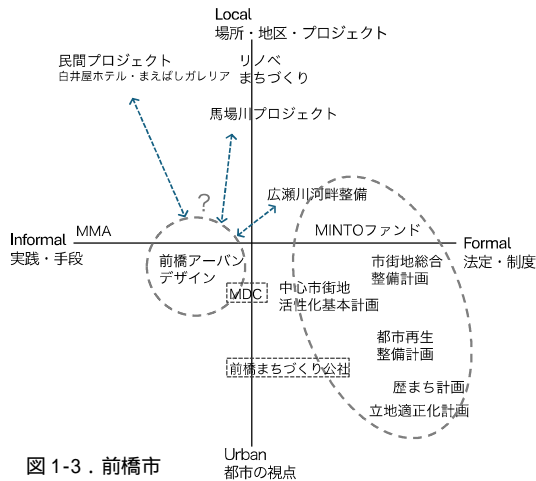 Local
場所・地区・プロジェクト
民間プロジェクト
白井屋ホテル・まえばしガレリア
リノベ
まちづくり
馬場川プロジェクト
広瀬川河畔整備
?
MMA
MINTOファンド
Informal
実践・手段
Formal
法定・制度
前橋アーバン
デザイン
市街地総合
整備計画
MDC
中心市街地
活性化基本計画
都市再生
整備計画
前橋まちづくり公社
歴まち計画
立地適正化計画
Urban
都市の視点
図1-3．前橋市